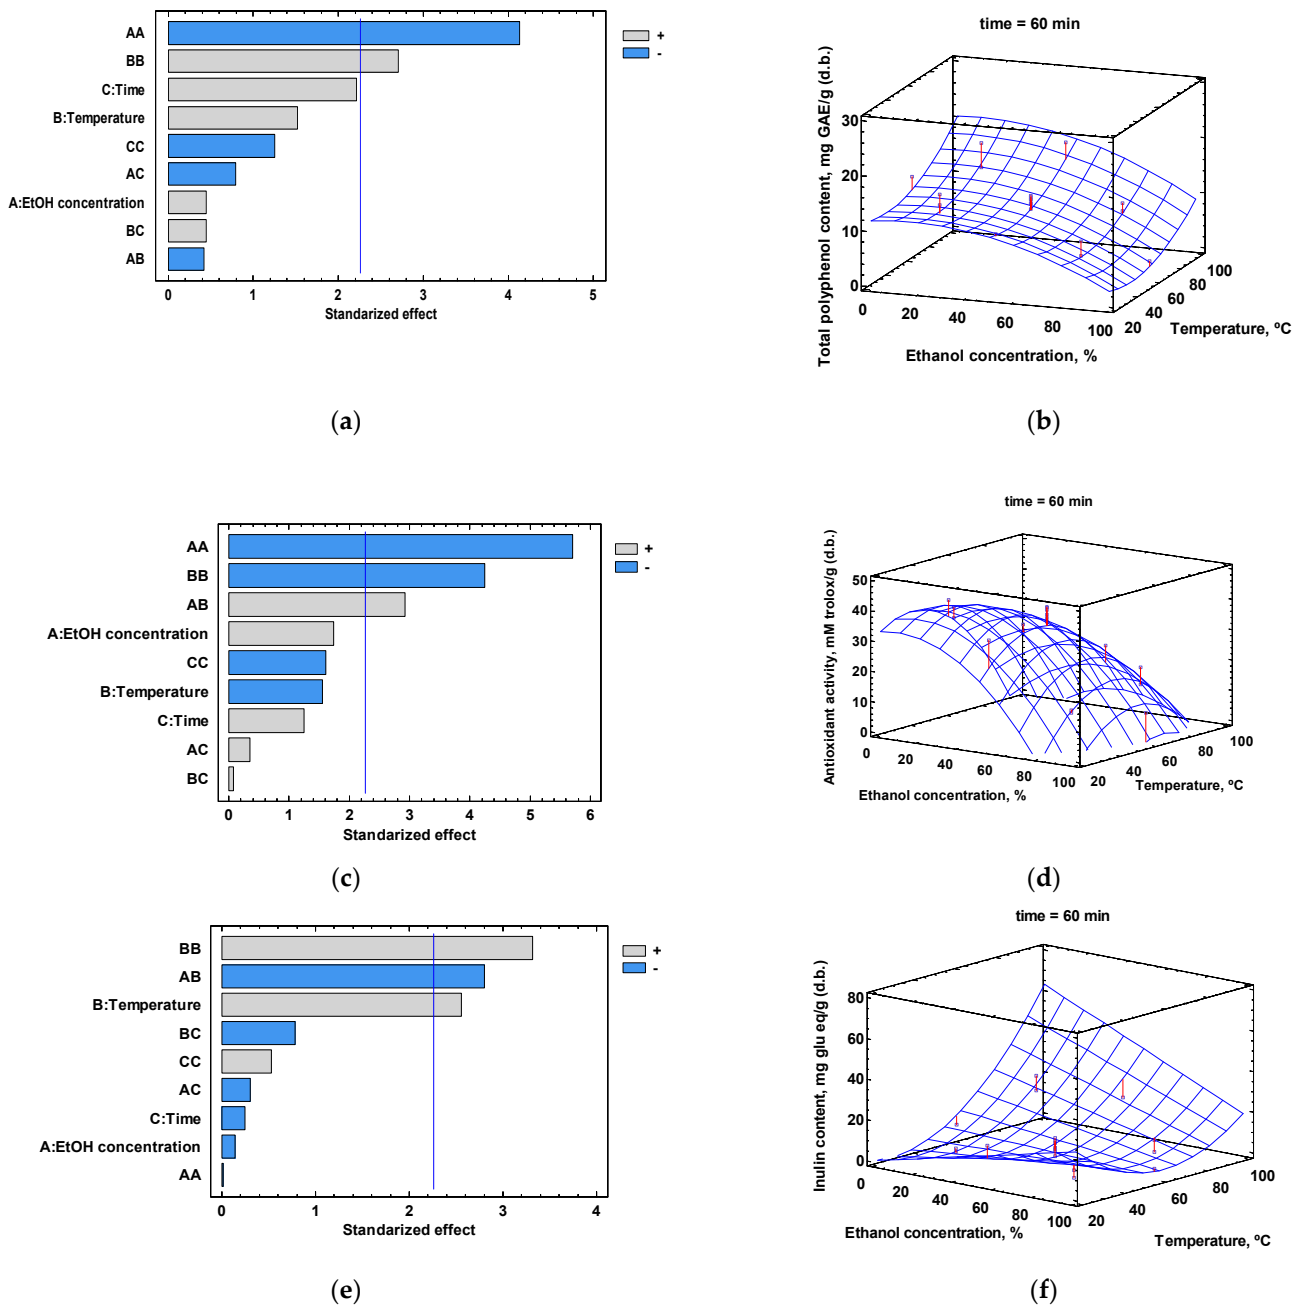 AA
BB
C:Time
B:Temperature
CC
AC
A:EtOH concentration
BC
AB
+
-
0 1 2 3 4 5
Standarized effect
(a)
time = 60 min
Total polyphenol content, mg GAE/g (d.b.)
30
20
10
0
0 20 40 60 80 100
Ethanol concentration, %
20 40 60 80 100
Temperature, ºC
(b)
AA
BB
AB
A:EtOH concentration
CC
B:Temperature
C:Time
AC
BC
+
-
0 1 2 3 4 5 6
Standarized effect
(c)
time = 60 min
Antioxidant activity, mM trolox/g (d.b.)
50
40
30
20
10
0
0 20 40 60 80 100
Ethanol concentration, %
20 40 60 80 100
Temperature, ºC
(d)
BB
AB
B:Temperature
BC
CC
AC
C:Time
A:EtOH concentration
AA
+
-
0 1 2 3 4
Standarized effect
(e)
time = 60 min
Inulin content, mg glu eq/g (d.b.)
80
60
40
20
0
0 20 40 60 80 100
Ethanol concentration, %
20 40 60 80 100
Temperature, ºC
(f)